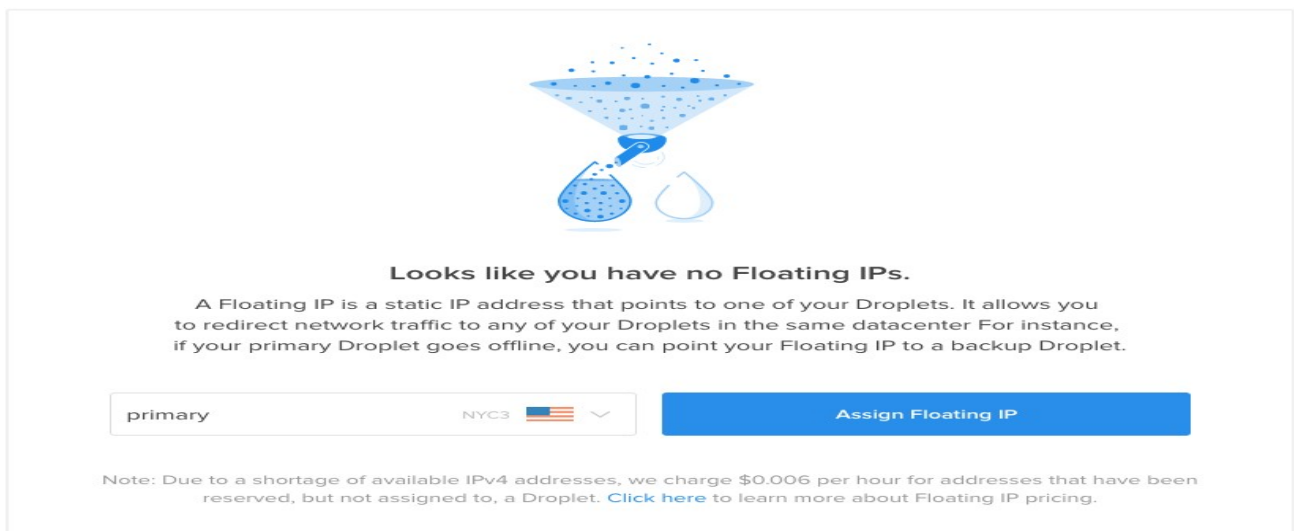 Looks like you have no Floating IPs.
A Floating IP is a static IP address that points to one of your Droplets. It allows you
to redirect network traffic to any of your Droplets in the same datacenter For instance,
if your primary Droplet goes offline, you can point your Floating IP to a backup Droplet.
primary NYC3 Assign Floating IP
Note: Due to a shortage of available IPv4 addresses, we charge $0.006 per hour for addresses that have been
reserved, but not assigned to, a Droplet. Click here to learn more about Floating IP pricing.